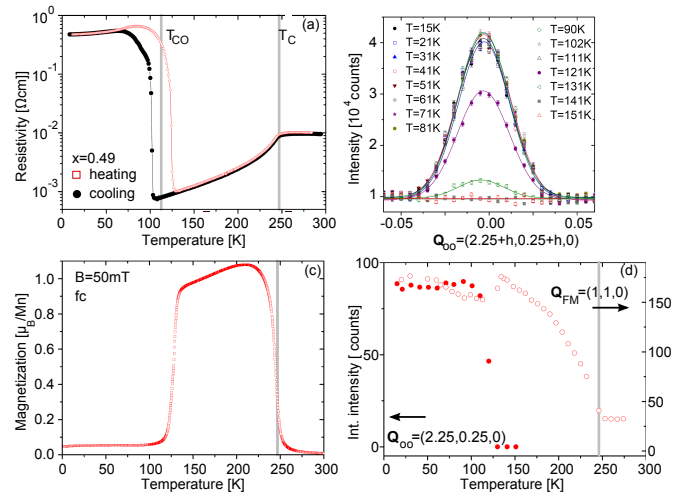 (a)
T_CO
T_C
Resistivity [Ωcm]
10^0
10^-1
10^-2
10^-3
x=0.49
heating
cooling
0 50 100 150 200 250 300
Temperature [K]
T=15K
T=21K
T=31K
T=41K
T=51K
T=61K
T=71K
T=81K
T=90K
T=102K
T=111K
T=121K
T=131K
T=141K
T=151K
Intensity [10^4 counts]
4
3
2
1
-0.05 0.00 0.05
Q_oo=(2.25+h,0.25+h,0)
(c)
B=50mT
fc
Magnetization [μ_B/Mn]
1.0
0.8
0.6
0.4
0.2
0.0
0 50 100 150 200 250 300
Temperature [K]
(d)
Q_FM=(1,1,0)
Q_oo=(2.25,0.25,0)
Int. intensity [ counts]
100
80
60
40
20
0
150
100
50
0
0 50 100 150 200 250 300
Temperature [K]